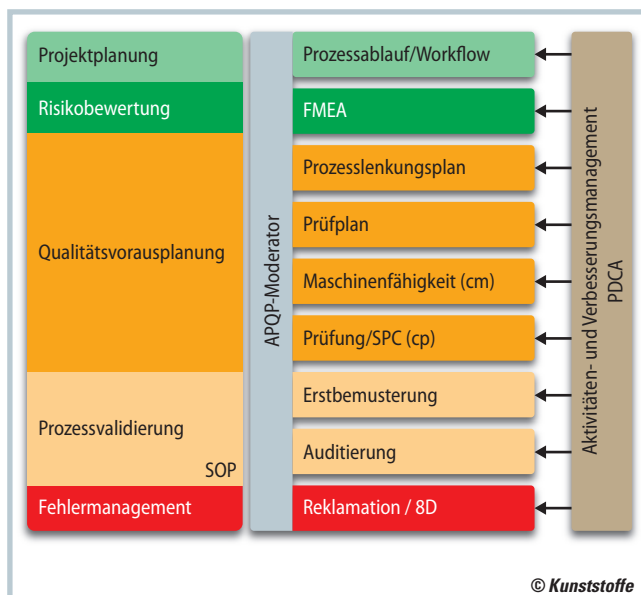 Projektplanung
Risikobewertung
Qualitätsvorausplanung
Prozessvalidierung
SOP
Fehlermanagement
APQP-Moderator
Prozessablauf/Workflow
FMEA
Prozesslenkungsplan
Prüfplan
Maschinenfähigkeit (cm)
Prüfung/SPC (cp)
Erstbemusterung
Auditierung
Reklamation / 8D
Aktivitäten- und Verbesserungsmanagement
PDCA
© Kunststoffe